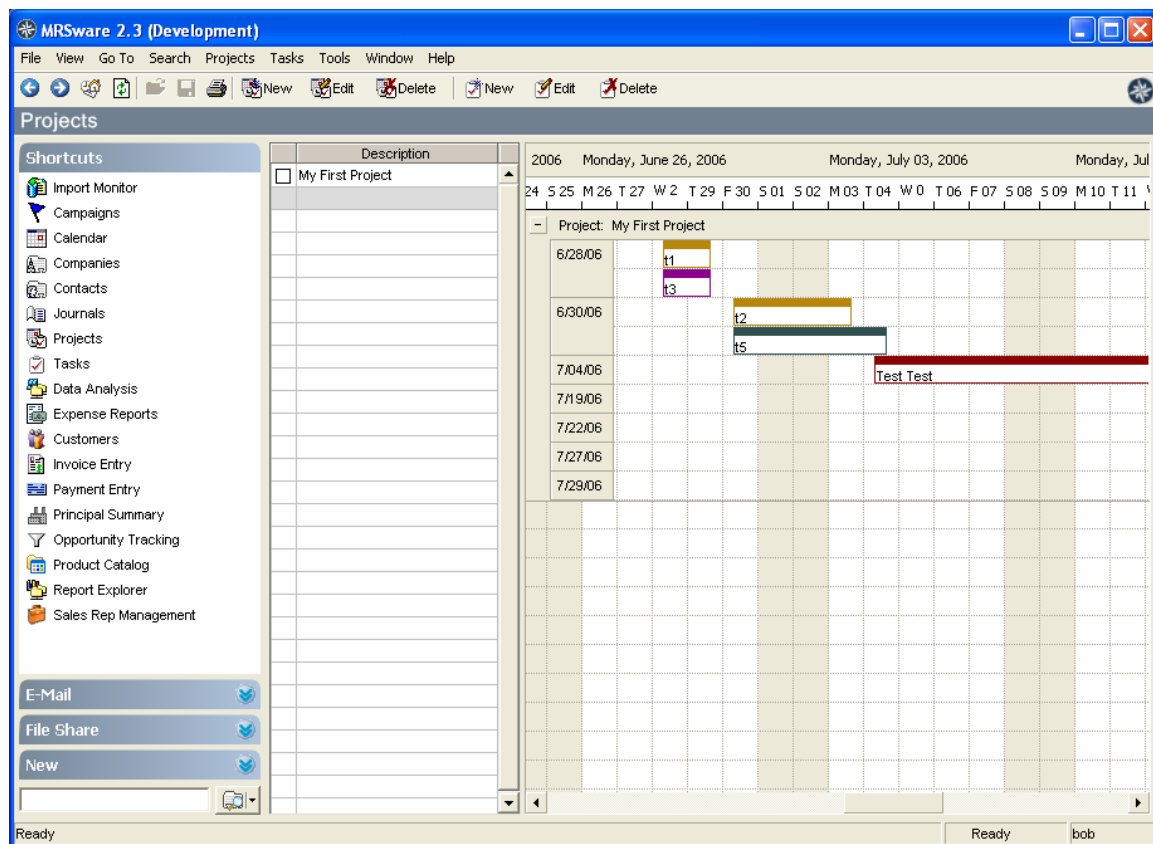 MRSware 2.3 (Development)
File View Go To Search Projects Tasks Tools Window Help
New Edit Delete New Edit Delete
Projects
Shortcuts
Import Monitor
Campaigns
Calendar
Companies
Contacts
Journals
Projects
Tasks
Data Analysis
Expense Reports
Customers
Invoice Entry
Payment Entry
Principal Summary
Opportunity Tracking
Product Catalog
Report Explorer
Sales Rep Management
E-Mail
File Share
New
Description
My First Project
2006 Monday, June 26, 2006 Monday, July 03, 2006 Monday, Jul
24 S 25 M 26 T 27 W 2 T 29 F 30 S 01 S 02 M 03 T 04 W 0 T 06 F 07 S 08 S 09 M 10 T 11
Project: My First Project
6/28/06 t1
t3
6/30/06 t2
t5
7/04/06 Test Test
7/19/06
7/22/06
7/27/06
7/29/06
Ready Ready bob